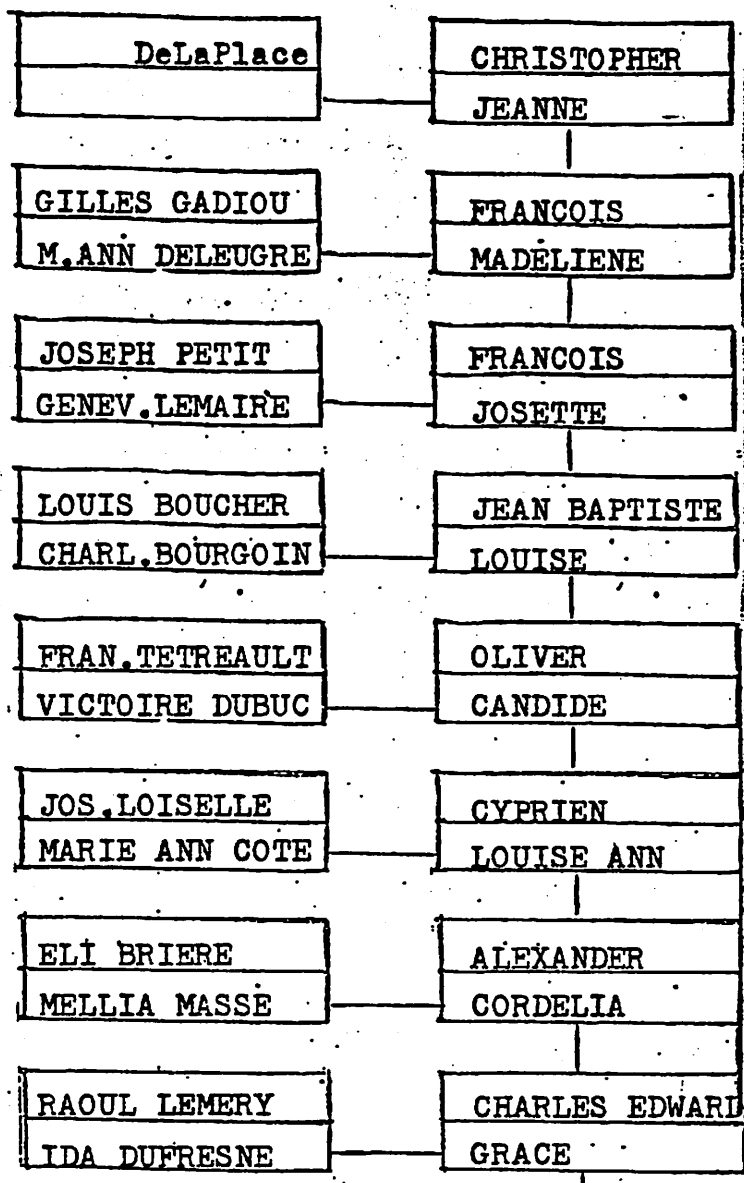 DeLaPlace
CHRISTOPHER
JEANNE
GILLES GADIOU
M.ANN DELEUGRE
FRANCOIS
MADELIENE
JOSEPH PETIT
GENEV.LEMAIRE
FRANCOIS
JOSETTE
LOUIS BOUCHER
CHARL.BOURGOIN
JEAN BAPTISTE
LOUISE
FRAN.TETREAULT
VICTOIRE DUBUC
OLIVER
CANDIDE
JOS.LOISELLE
MARIE ANN COTE
CYPRIEN
LOUISE ANN
ELI BRIERE
MELLIA MASSE
ALEXANDER
CORDELIA
RAOUL LEMERY
IDA DUFRESNE
CHARLES EDWARD
GRACE